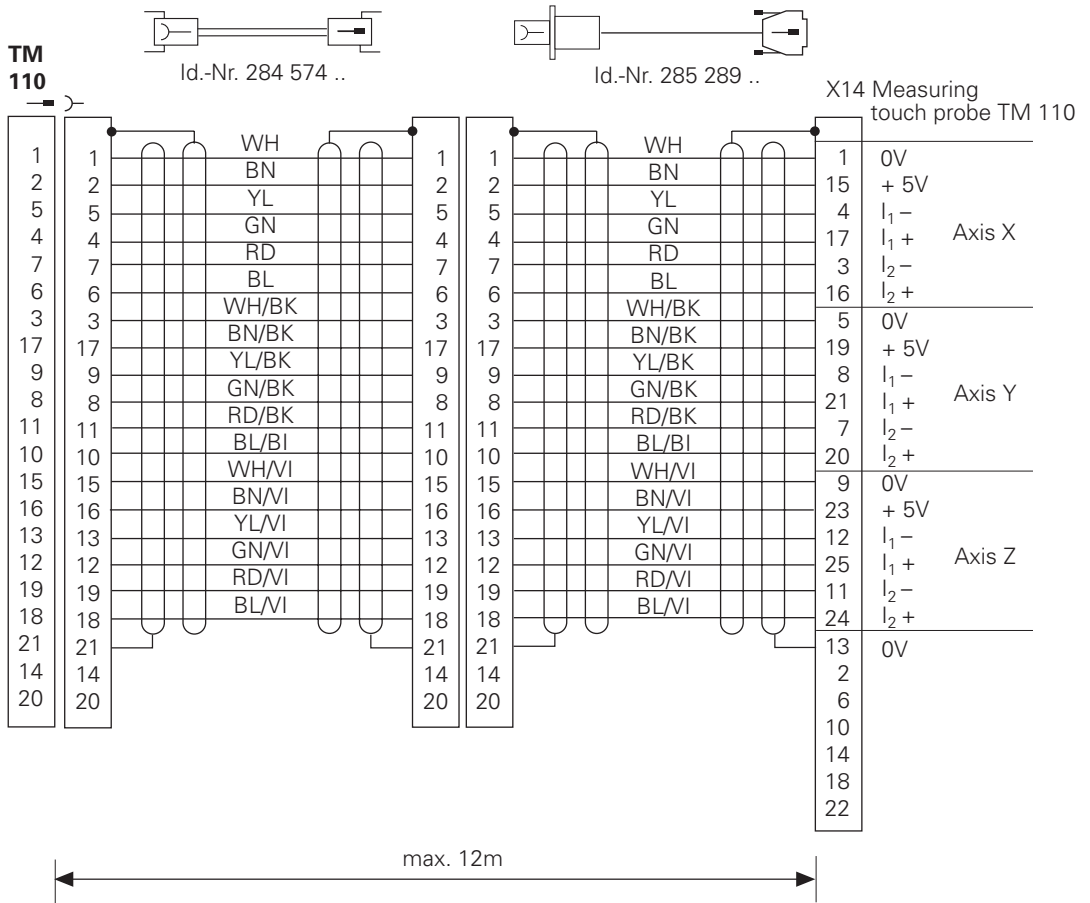 TM
110
Id.-Nr. 284 574 ..
Id.-Nr. 285 289 ..
X14 Measuring
touch probe TM 110
1 1 WH 1 1 WH 1 0V
2 2 BN 2 2 BN 15 + 5V
5 5 YL 5 5 YL 4 I1 –
4 4 GN 4 4 GN 17 I1 + Axis X
7 7 RD 7 7 RD 3 I2 –
6 6 BL 6 6 BL 16 I2 +
3 3 WH/BK 3 3 WH/BK 5 0V
17 17 BN/BK 17 17 BN/BK 19 + 5V
9 9 YL/BK 9 9 YL/BK 8 I1 –
8 8 GN/BK 8 8 GN/BK 21 I1 + Axis Y
11 11 RD/BK 11 11 RD/BK 7 I2 –
10 10 BL/BI 10 10 BL/BI 20 I2 +
15 15 WH/VI 15 15 WH/VI 9 0V
16 16 BN/VI 16 16 BN/VI 23 + 5V
13 13 YL/VI 13 13 YL/VI 12 I1 –
12 12 GN/VI 12 12 GN/VI 25 I1 + Axis Z
19 19 RD/VI 19 19 RD/VI 11 I2 –
18 18 BL/VI 18 18 BL/VI 24 I2 +
21 21 21 21 13 0V
14 14 14 14 2
20 20 20 20 6
10
14
18
22
max. 12m